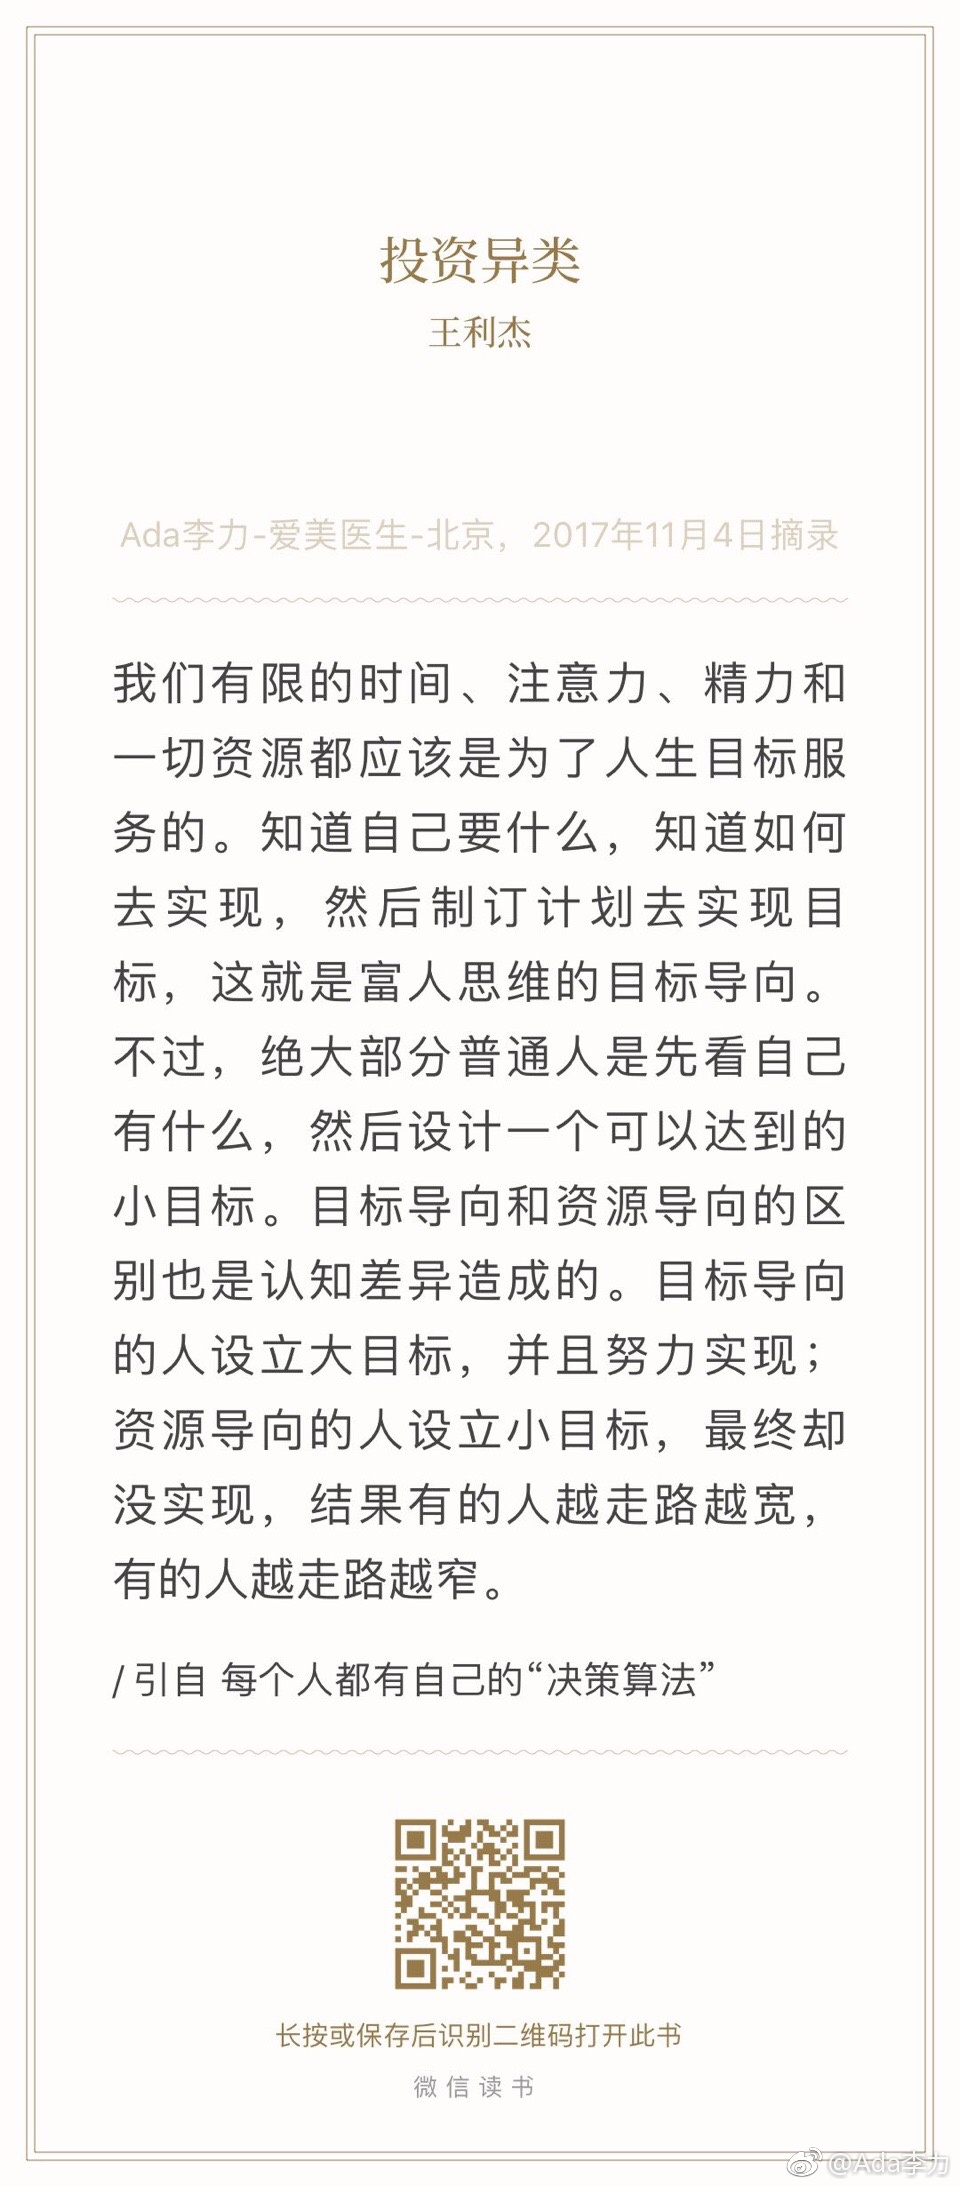 投资异类
王利杰
Ada李力-爱美医生-北京，2017年11月4日摘录
我们有限的时间、注意力、精力和
一切资源都应该是为了人生目标服
务的。知道自己要什么，知道如何
去实现，然后制订计划去实现目
标，这就是富人思维的目标导向。
不过，绝大部分普通人是先看自己
有什么，然后设计一个可以达到的
小目标。目标导向和资源导向的区
别也是认知差异造成的。目标导向
的人设立大目标，并且努力实现；
资源导向的人设立小目标，最终却
没实现，结果有的人越走路越宽，
有的人越走路越窄。
/ 引自 每个人都有自己的“决策算法”
长按或保存后识别二维码打开此书
微信读书
@Ada李力